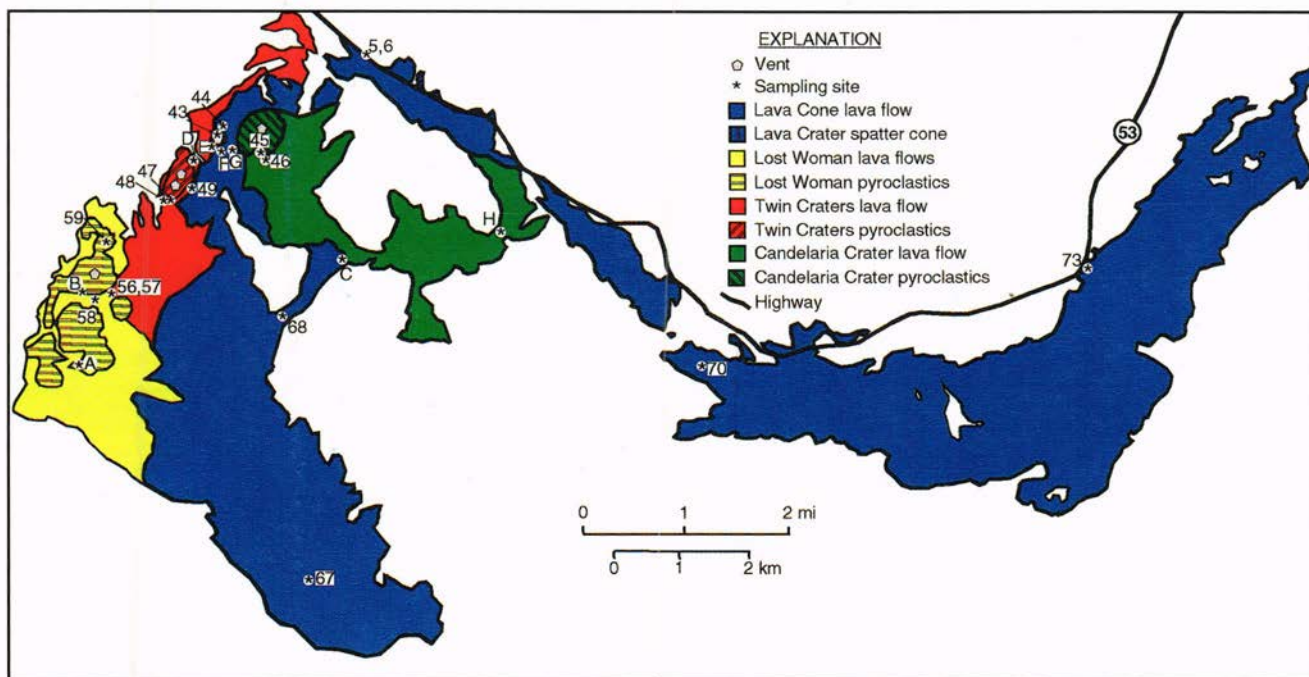 5,6
EXPLANATION
Vent
Sampling site
Lava Cone lava flow
Lava Crater spatter cone
Lost Woman lava flows
Lost Woman pyroclastics
Twin Craters lava flow
Twin Craters pyroclastics
Candelaria Crater lava flow
Candelaria Crater pyroclastics
Highway
53
44
43
D
E
F
G
45
46
47
48
49
59
H
C
B
56,57
73
58
68
A
70
0 1 2 mi
0 1 2 km
67